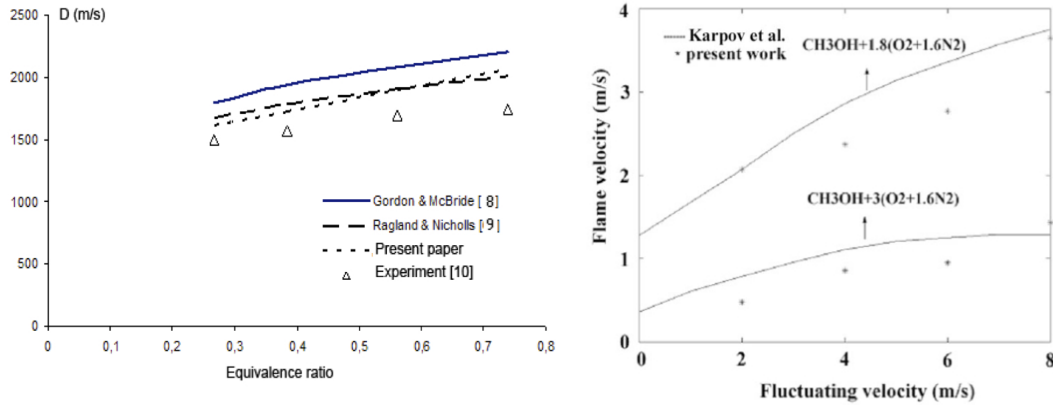 D (m/s)
2500
2000
1500
1000
500
0
0
0,1
0,2
0,3
0,4
0,5
0,6
0,7
0,8
Equivalence ratio
Gordon & McBride [ 8]
Ragland & Nicholls [9]
Present paper
Experiment [10]
4
3
2
1
0
0
2
4
6
8
Flame velocity (m/s)
Fluctuating velocity (m/s)
Karpov et al.
* present work
CH3OH+1.8(O2+1.6N2)
CH3OH+3(O2+1.6N2)